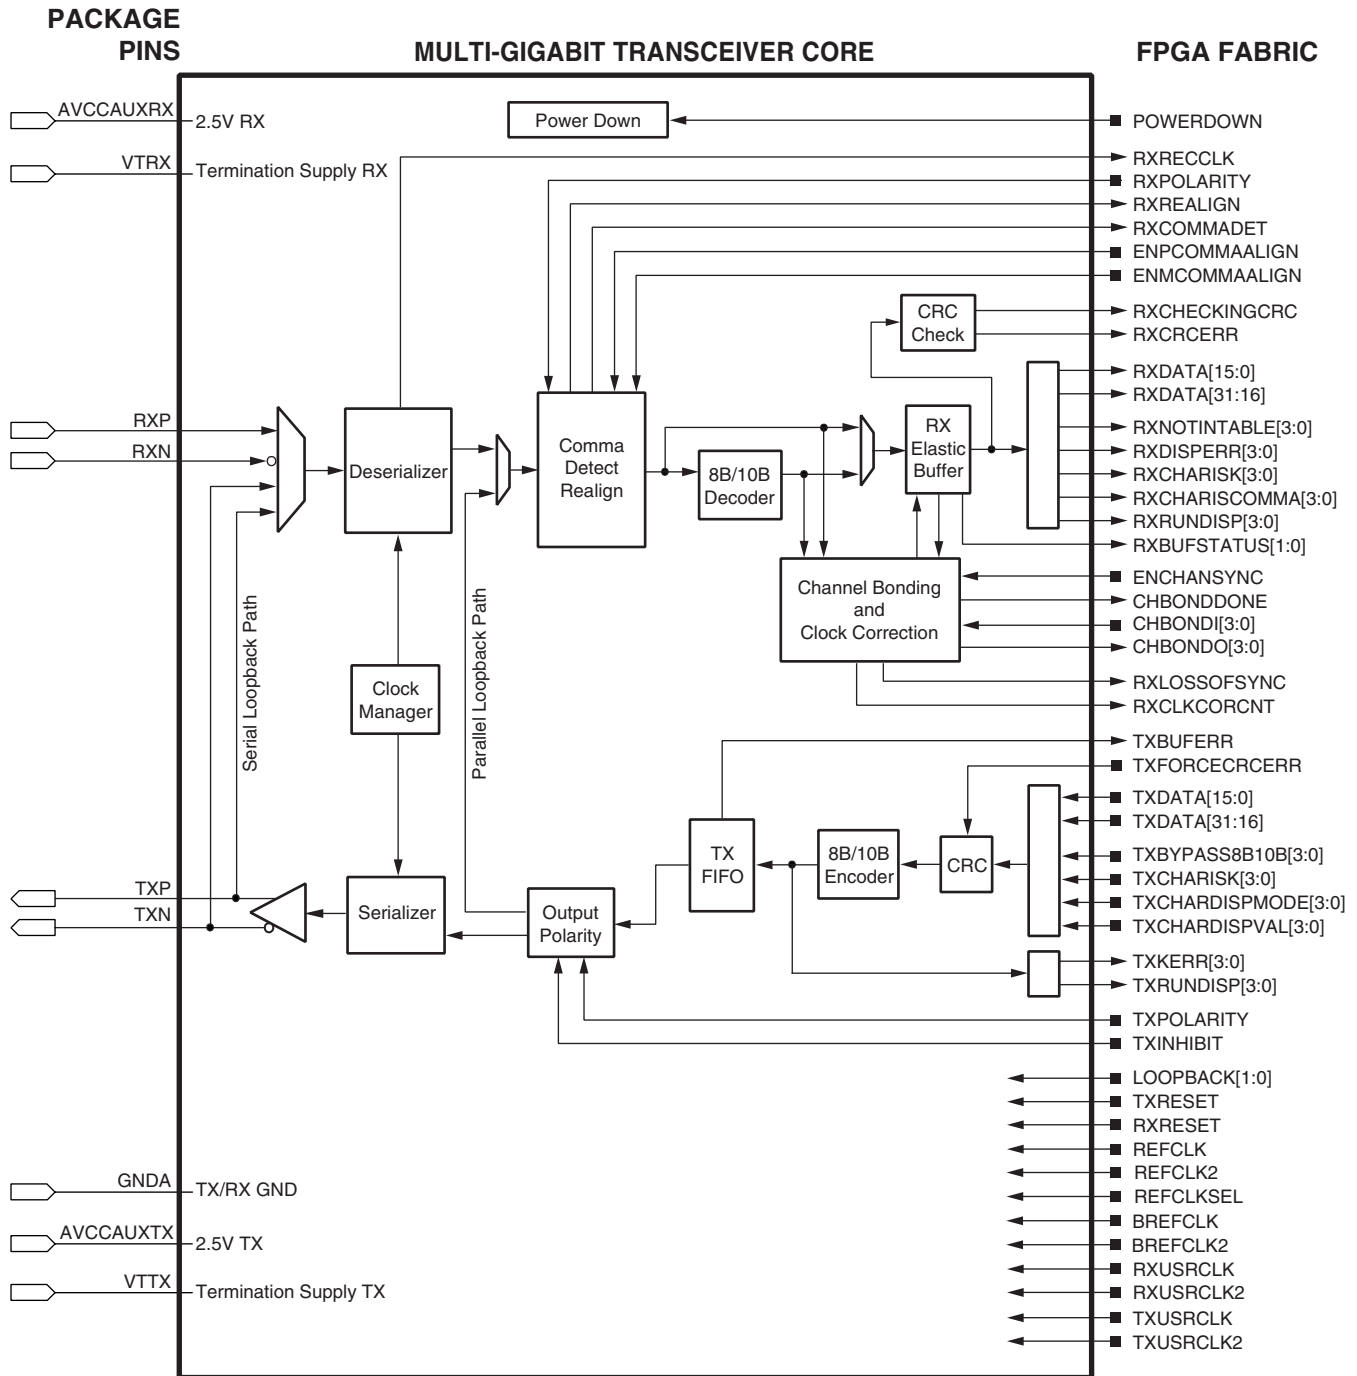 PACKAGE
PINS
MULTI-GIGABIT TRANSCEIVER CORE
FPGA FABRIC
AVCCAUXRX
2.5V RX
VTRX
Termination Supply RX
Power Down
POWERDOWN
RXRECCLK
RXPOLARITY
RXREALIGN
RXCOMMADET
ENPCOMMAALIGN
ENMCOMMAALIGN
CRC
Check
RXCHECKINGCRC
RXCRCERR
RXDATA[15:0]
RXDATA[31:16]
RXNOTINTABLE[3:0]
RXDISPERR[3:0]
RXCHARISK[3:0]
RXCHARISCOMMA[3:0]
RXRUNDISP[3:0]
RXBUFSTATUS[1:0]
RXP
RXN
Deserializer
Comma
Detect
Realign
8B/10B
Decoder
RX
Elastic
Buffer
Channel Bonding
and
Clock Correction
ENCHANSYNC
CHBONDDONE
CHBONDI[3:0]
CHBONDO[3:0]
RXLOSSOFSYNC
RXCLKCORCNT
Serial Loopback Path
Clock
Manager
Parallel Loopback Path
TXBUFERR
TXFORCECRCERR
TXDATA[15:0]
TXDATA[31:16]
TXBYPASS8B10B[3:0]
TXCHARISK[3:0]
TXCHARDISPMODE[3:0]
TXCHARDISPVAL[3:0]
TXKERR[3:0]
TXRUNDISP[3:0]
TXPOLARITY
TXINHIBIT
TX
FIFO
8B/10B
Encoder
CRC
TXP
TXN
Serializer
Output
Polarity
LOOPBACK[1:0]
TXRESET
RXRESET
REFCLK
REFCLK2
REFCLKSEL
BREFCLK
BREFCLK2
RXUSRCLK
RXUSRCLK2
TXUSRCLK
TXUSRCLK2
GNDA
TX/RX GND
AVCCAUXTX
2.5V TX
VTTX
Termination Supply TX